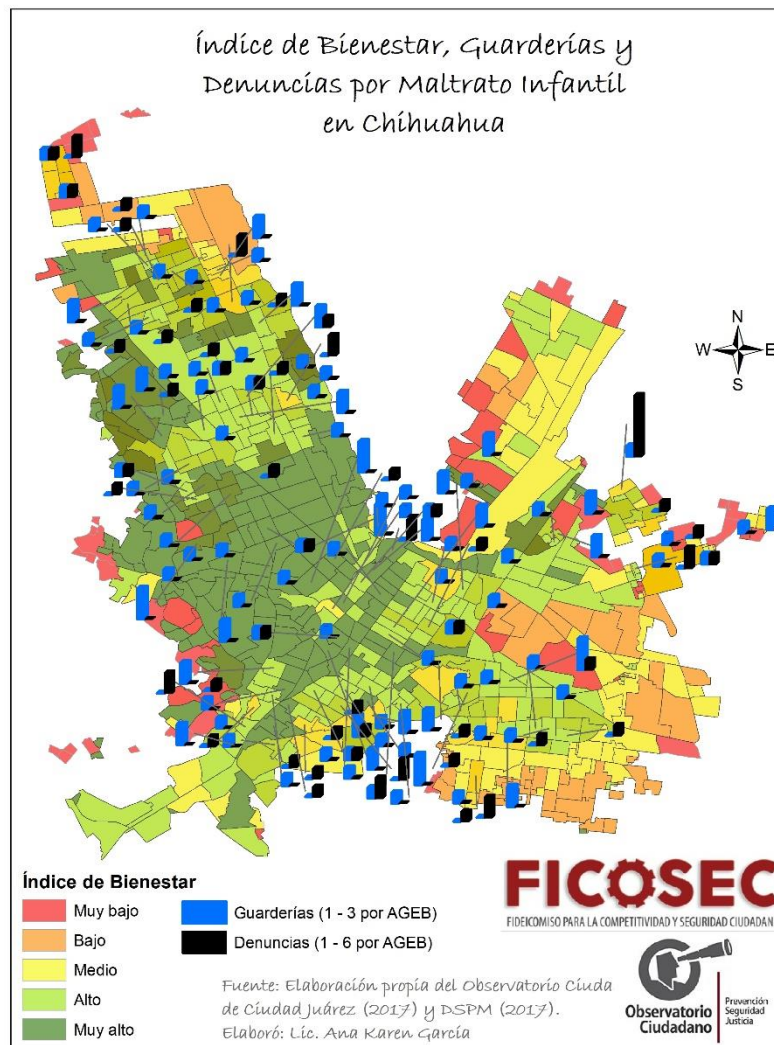 Índice de Bienestar, Guarderías y
Denuncias por Maltrato Infantil
en Chihuahua
N
W E
S
Índice de Bienestar
Muy bajo
Bajo
Medio
Alto
Muy alto
Guarderías (1 - 3 por AGEB)
Denuncias (1 - 6 por AGEB)
Fuente: Elaboración propia del Observatorio Ciuda
de Ciudad Juárez (2017) y DSPM (2017).
Elaboró: Lic. Ana Karen García
FICOSEC
FIDEICOMISO PARA LA COMPETITIVIDAD Y SEGURIDAD CIUDADAN
Observatorio
Ciudadano
Prevención
Seguridad
Justicia